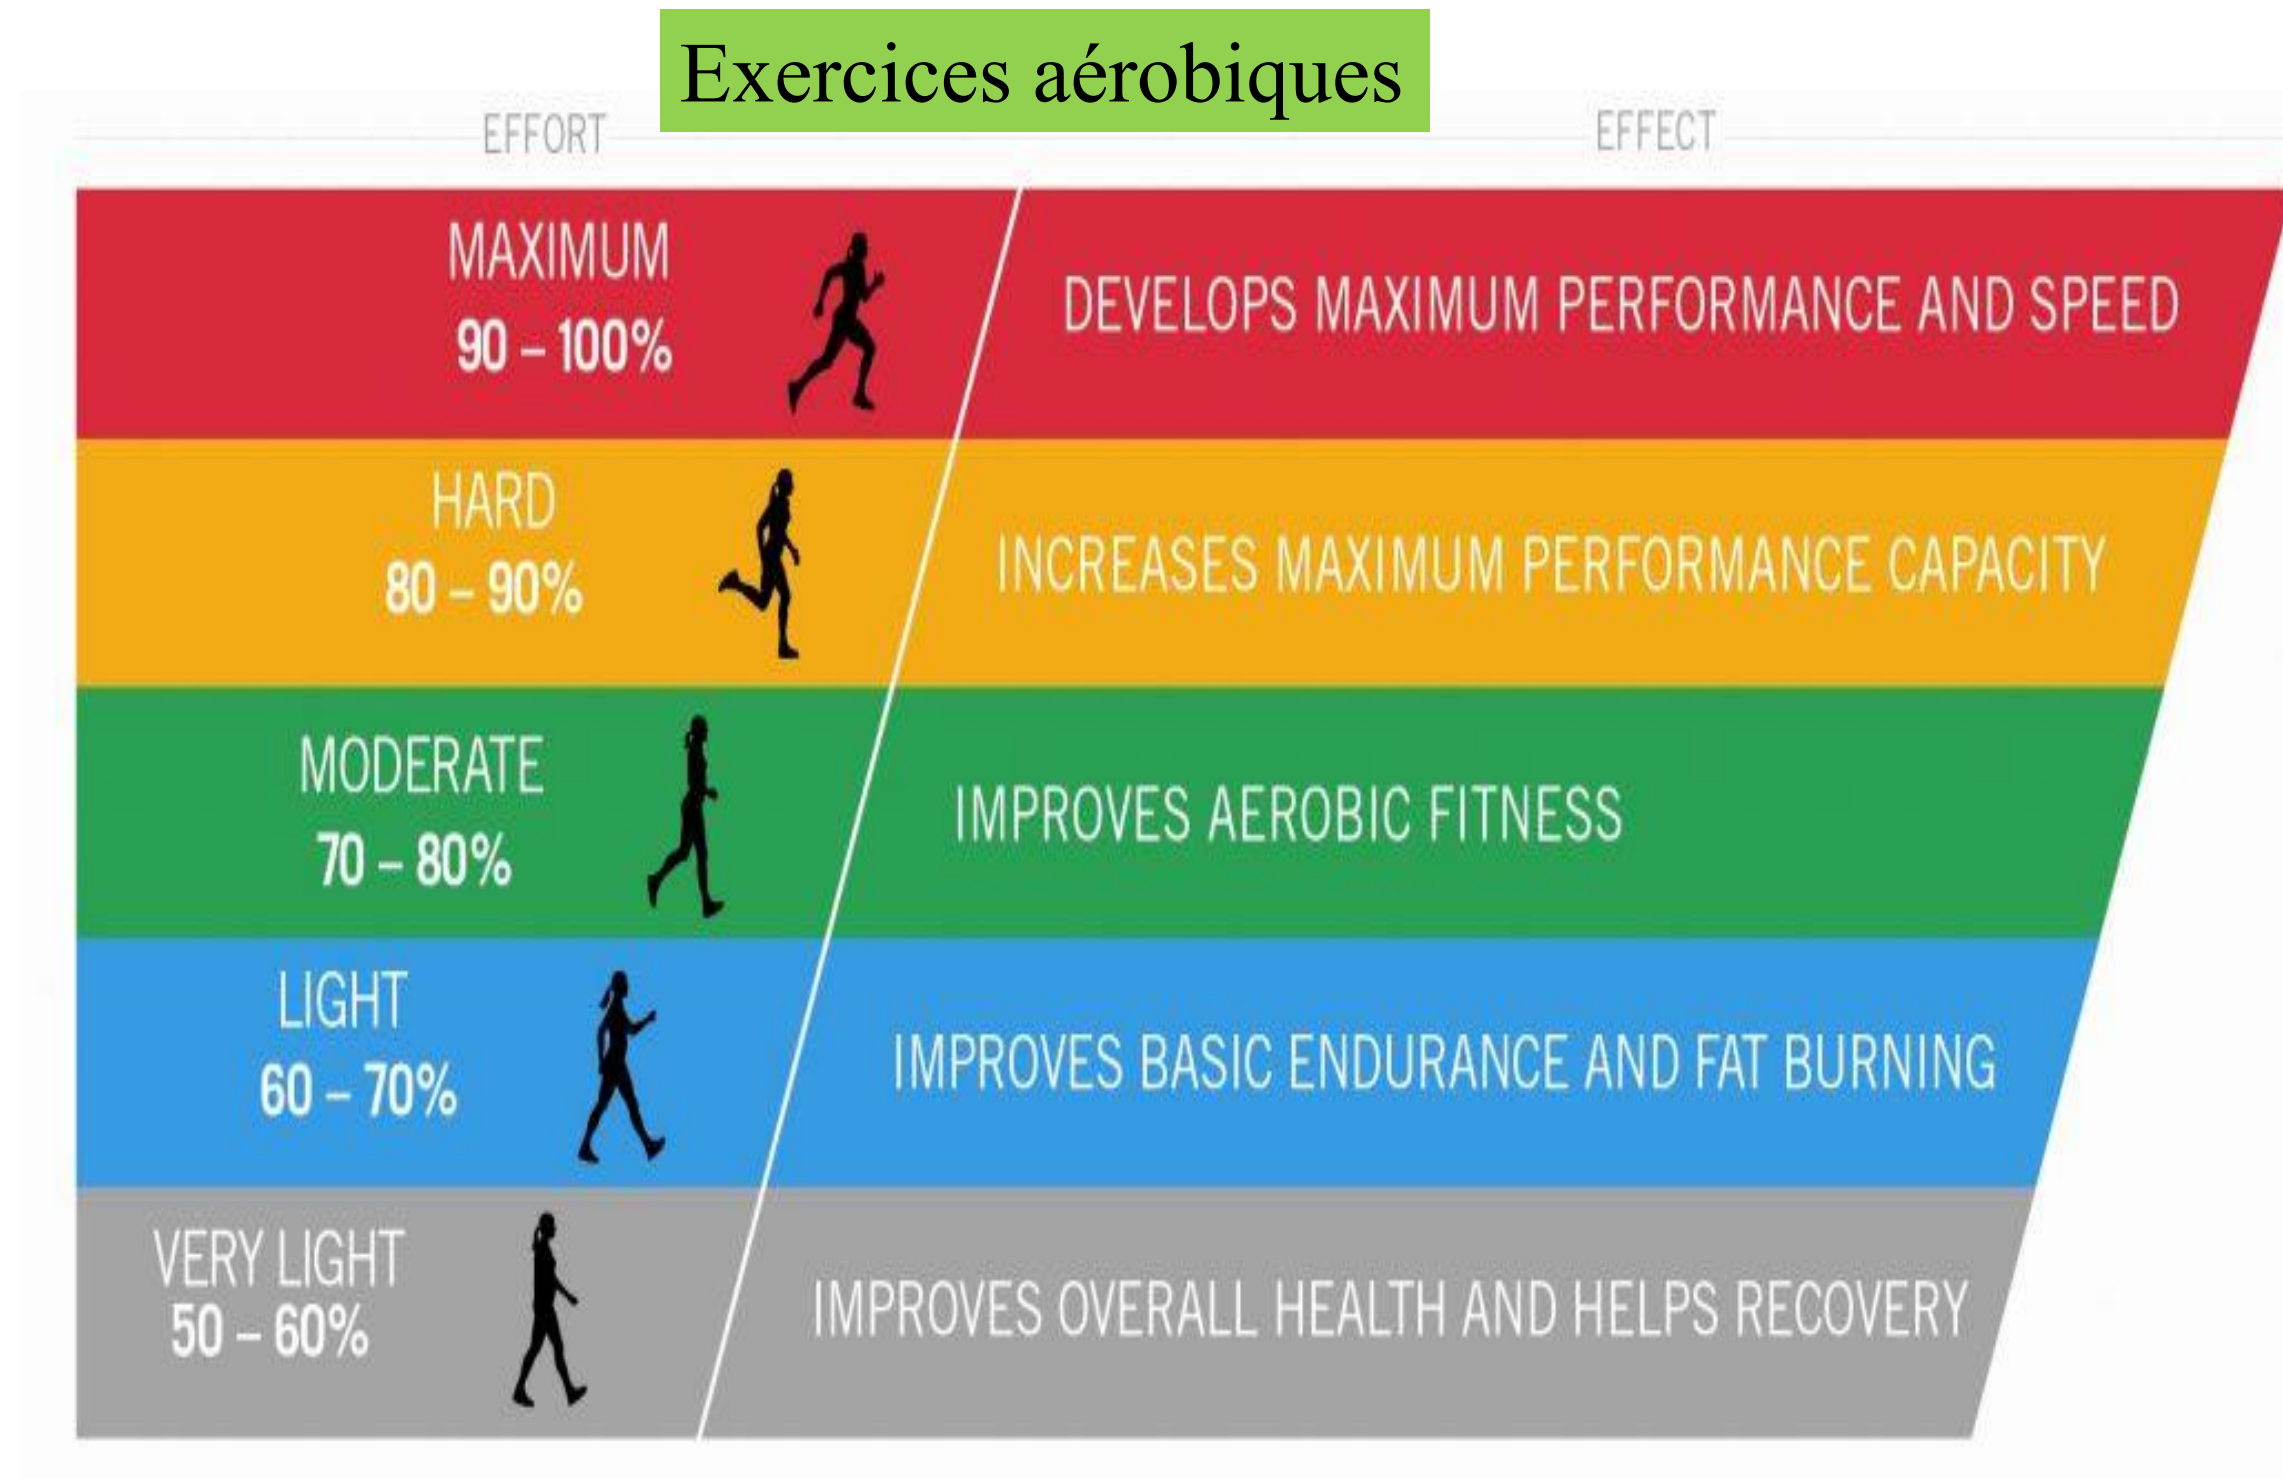 Exercices aérobiques
EFFORT
EFFECT
MAXIMUM
90 – 100%
DEVELOPS MAXIMUM PERFORMANCE AND SPEED
HARD
80 – 90%
INCREASES MAXIMUM PERFORMANCE CAPACITY
MODERATE
70 – 80%
IMPROVES AEROBIC FITNESS
LIGHT
60 – 70%
IMPROVES BASIC ENDURANCE AND FAT BURNING
VERY LIGHT
50 – 60%
IMPROVES OVERALL HEALTH AND HELPS RECOVERY